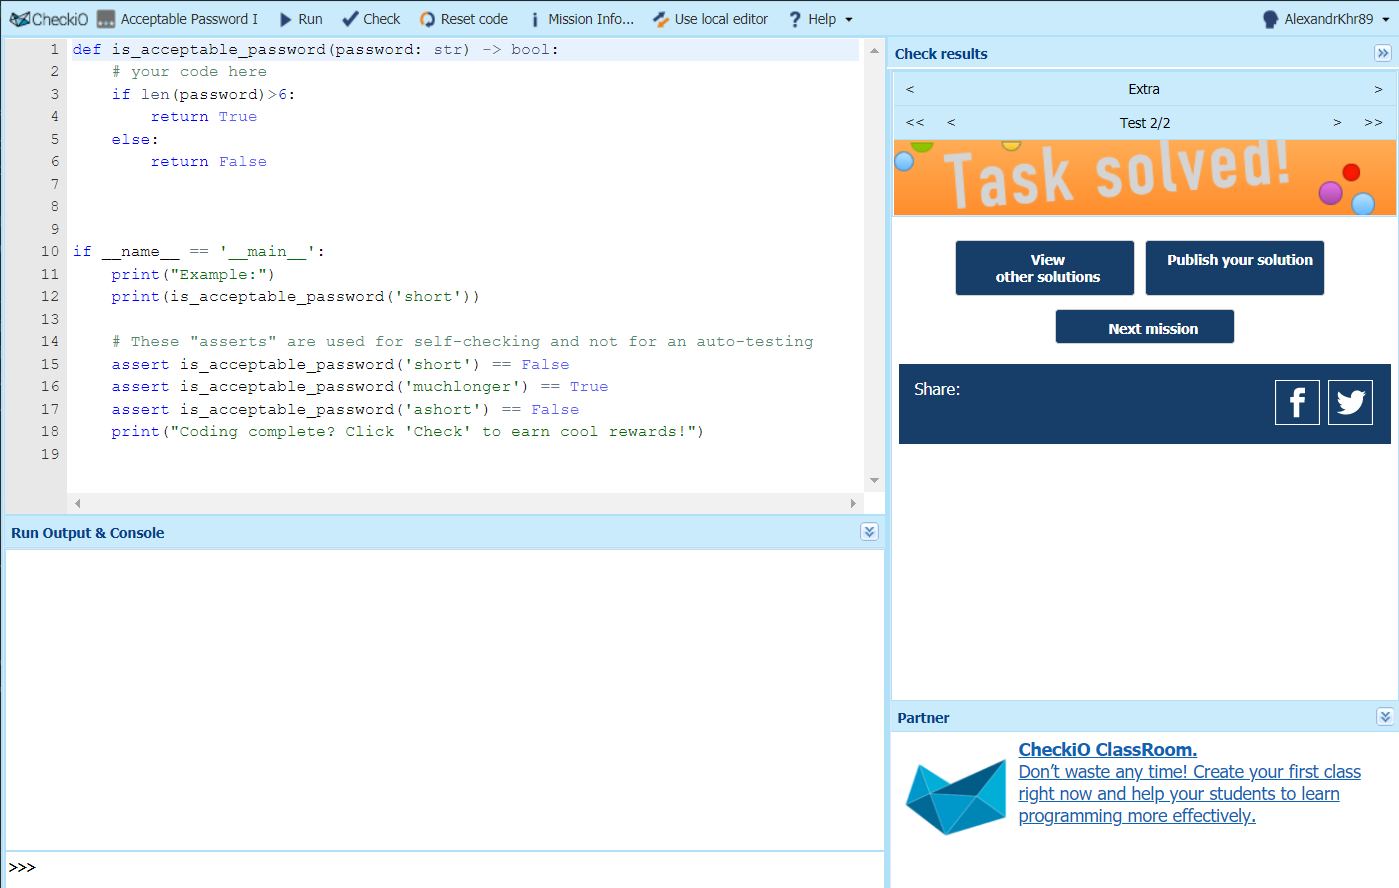 CheckiO Acceptable Password I Run Check Reset code Mission Info... Use local editor Help AlexandrKhr89
1 def is_acceptable_password(password: str) -> bool:
2     # your code here
3     if len(password)>6:
4         return True
5     else:
6         return False
7
8
9
10 if __name__ == '__main__':
11     print("Example:")
12     print(is_acceptable_password('short'))
13
14     # These "asserts" are used for self-checking and not for an auto-testing
15     assert is_acceptable_password('short') == False
16     assert is_acceptable_password('muchlonger') == True
17     assert is_acceptable_password('ashort') == False
18     print("Coding complete? Click 'Check' to earn cool rewards!")
19
Run Output & Console
>>>
Check results
< Extra >
<< < Test 2/2 > >>
Task solved!
View
other solutions
Publish your solution
Next mission
Share:
Partner
CheckiO ClassRoom.
Don’t waste any time! Create your first class
right now and help your students to learn
programming more effectively.